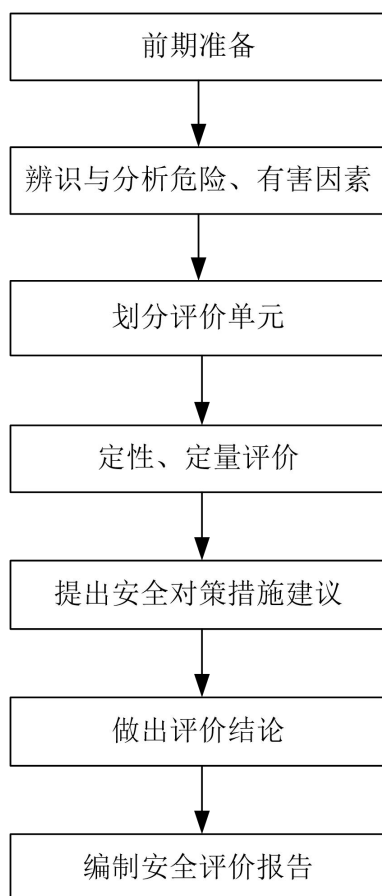 前期准备
辨识与分析危险、有害因素
划分评价单元
定性、定量评价
提出安全对策措施建议
做出评价结论
编制安全评价报告